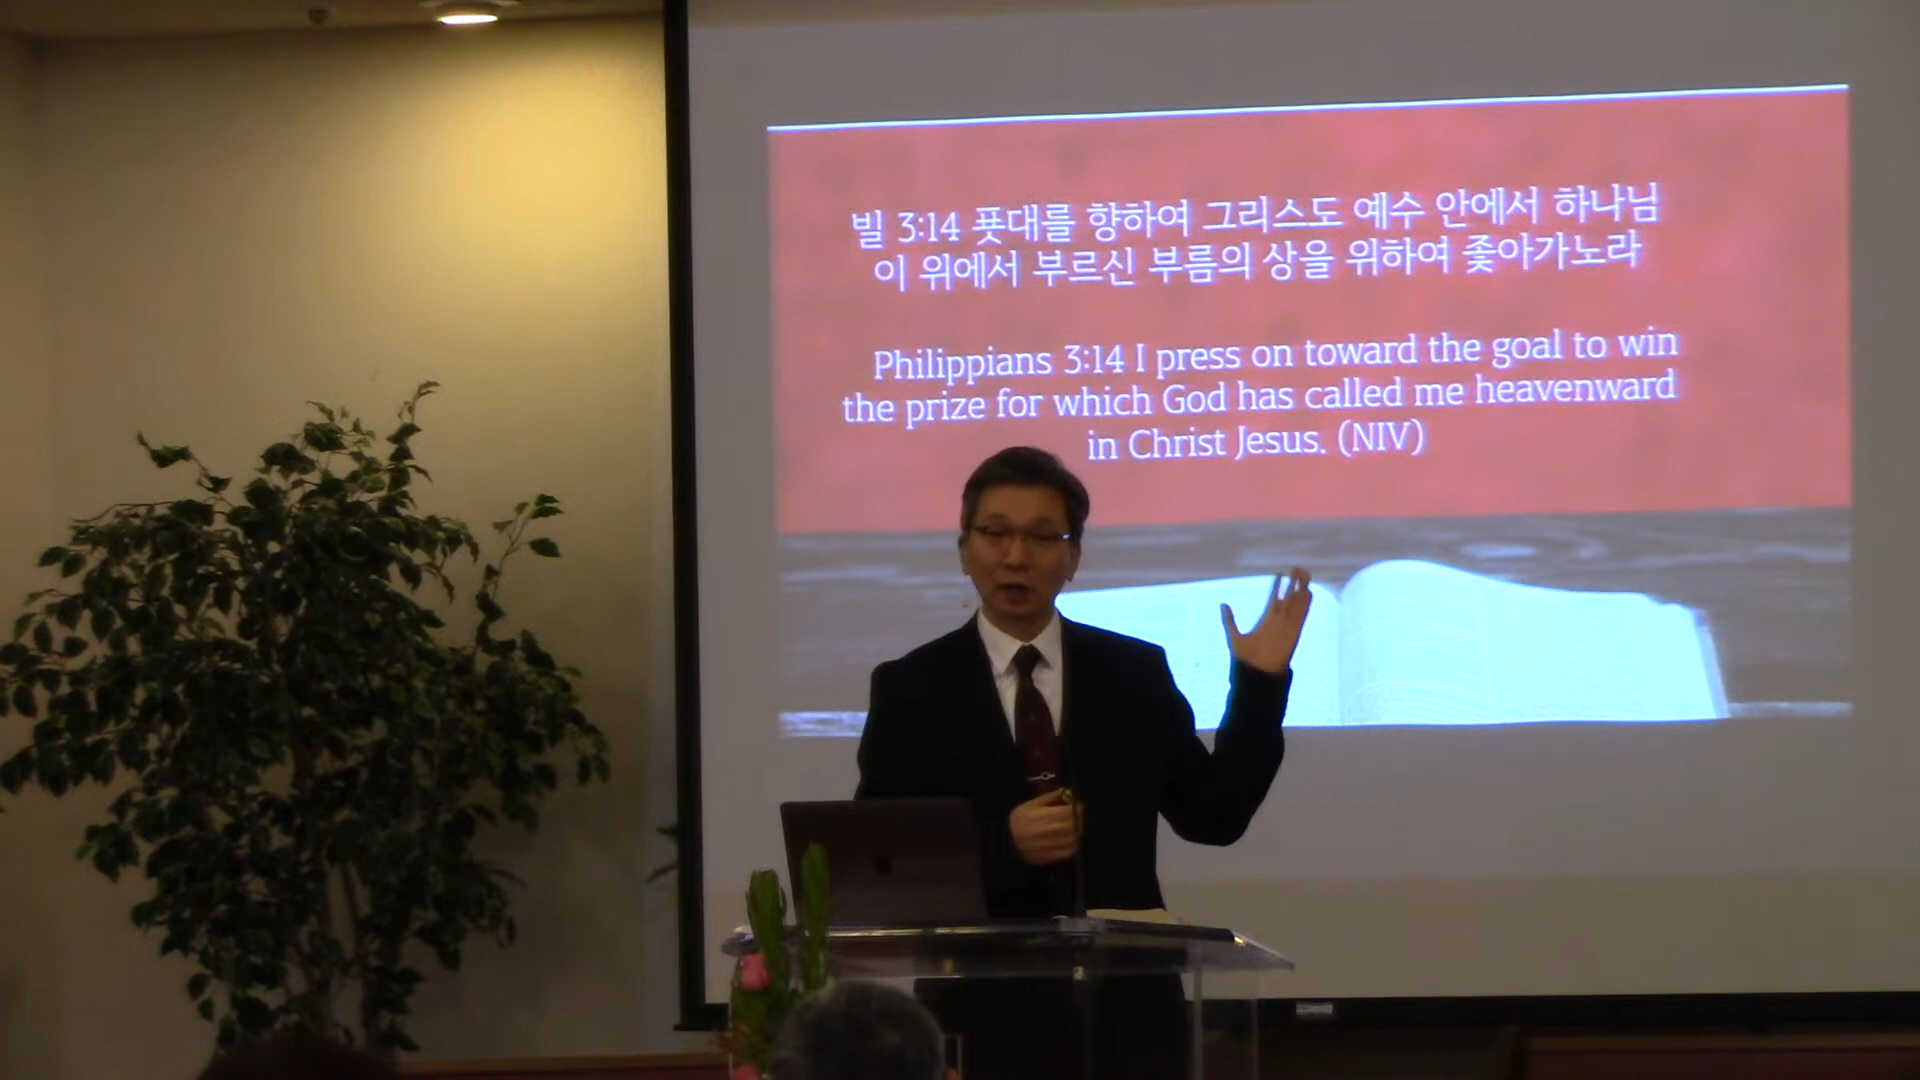 빌 3:14 푯대를 향하여 그리스도 예수 안에서 하나님
이 위에서 부르신 부름의 상을 위하여 좇아가노라
Philippians 3:14 I press on toward the goal to win
the prize for which God has called me heavenward
in Christ Jesus. (NIV)